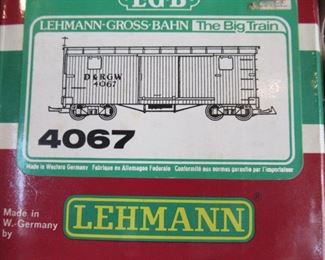 LGB
LEHMANN-GROSS-BAHN The Big Train
D&RGW
4067
4067
Made in Western Germany Fabriqué en Allemagne Federale Conformité aux normes garantie par l'importateur
Made in
W.-Germany
by
LEHMANN
®